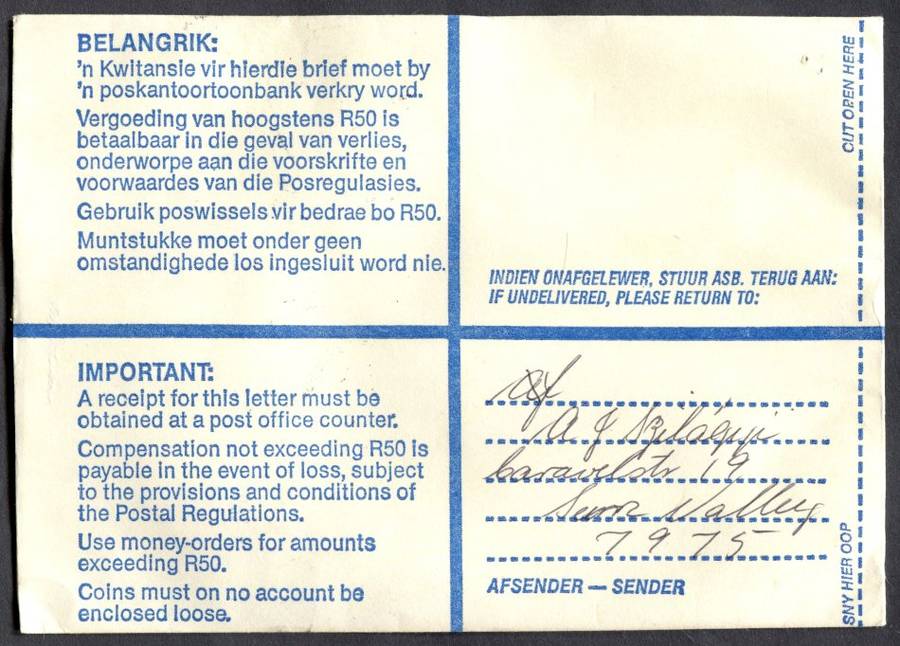 BELANGRIK:
'n Kwitansie vir hierdie brief moet by
'n poskantoortoonbank verkry word.
Vergoeding van hoogstens R50 is
betaalbaar in die geval van verlies,
onderworpe aan die voorskrifte en
voorwaardes van die Posregulasies.
Gebruik poswissels vir bedrae bo R50.
Muntstukke moet onder geen
omstandighede los ingesluit word nie.
INDIEN ONAFGELEWER, STUUR ASB. TERUG AAN:
IF UNDELIVERED, PLEASE RETURN TO:
CUT OPEN HERE
IMPORTANT:
A receipt for this letter must be
obtained at a post office counter.
Compensation not exceeding R50 is
payable in the event of loss, subject
to the provisions and conditions of
the Postal Regulations.
Use money-orders for amounts
exceeding R50.
Coins must on no account be
enclosed loose.
A J Szilágyi
Caravelstr 19
Sun Valley
7975
AFSENDER — SENDER
SNY HIER OOP